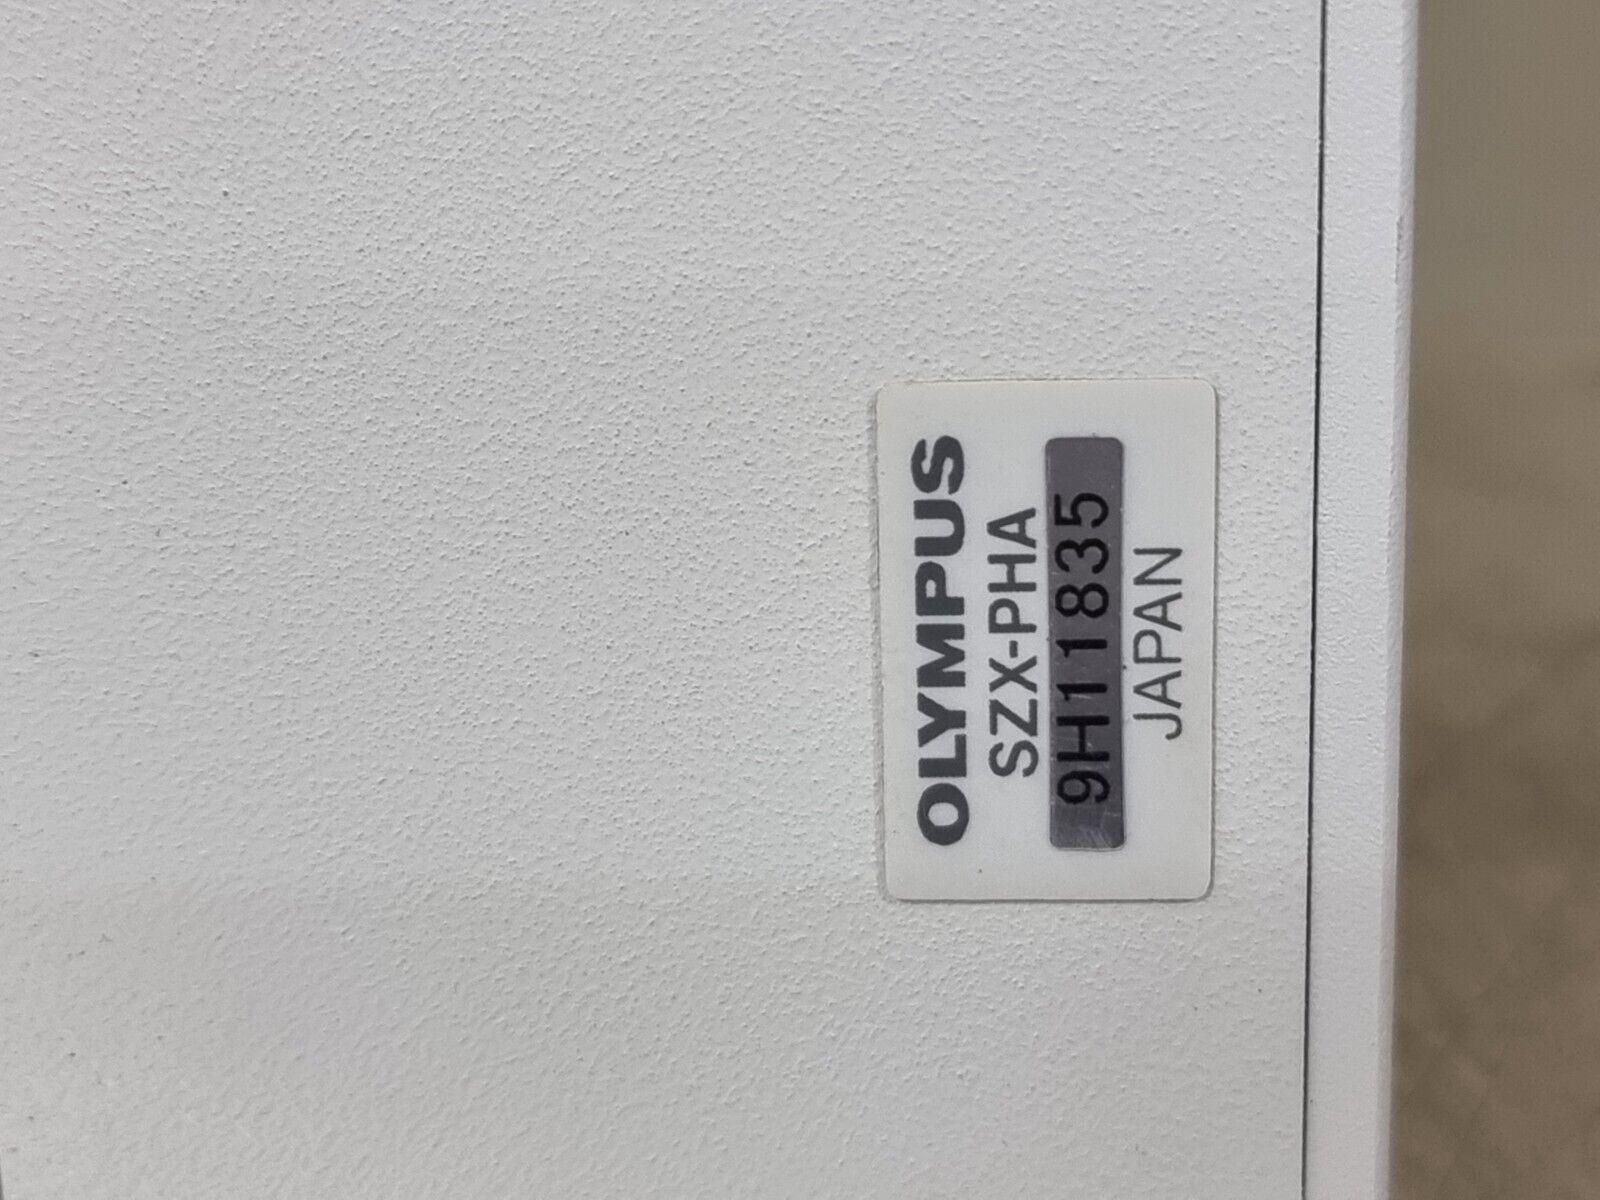 OLYMPUS
SZX-PHA
9H11835
JAPAN